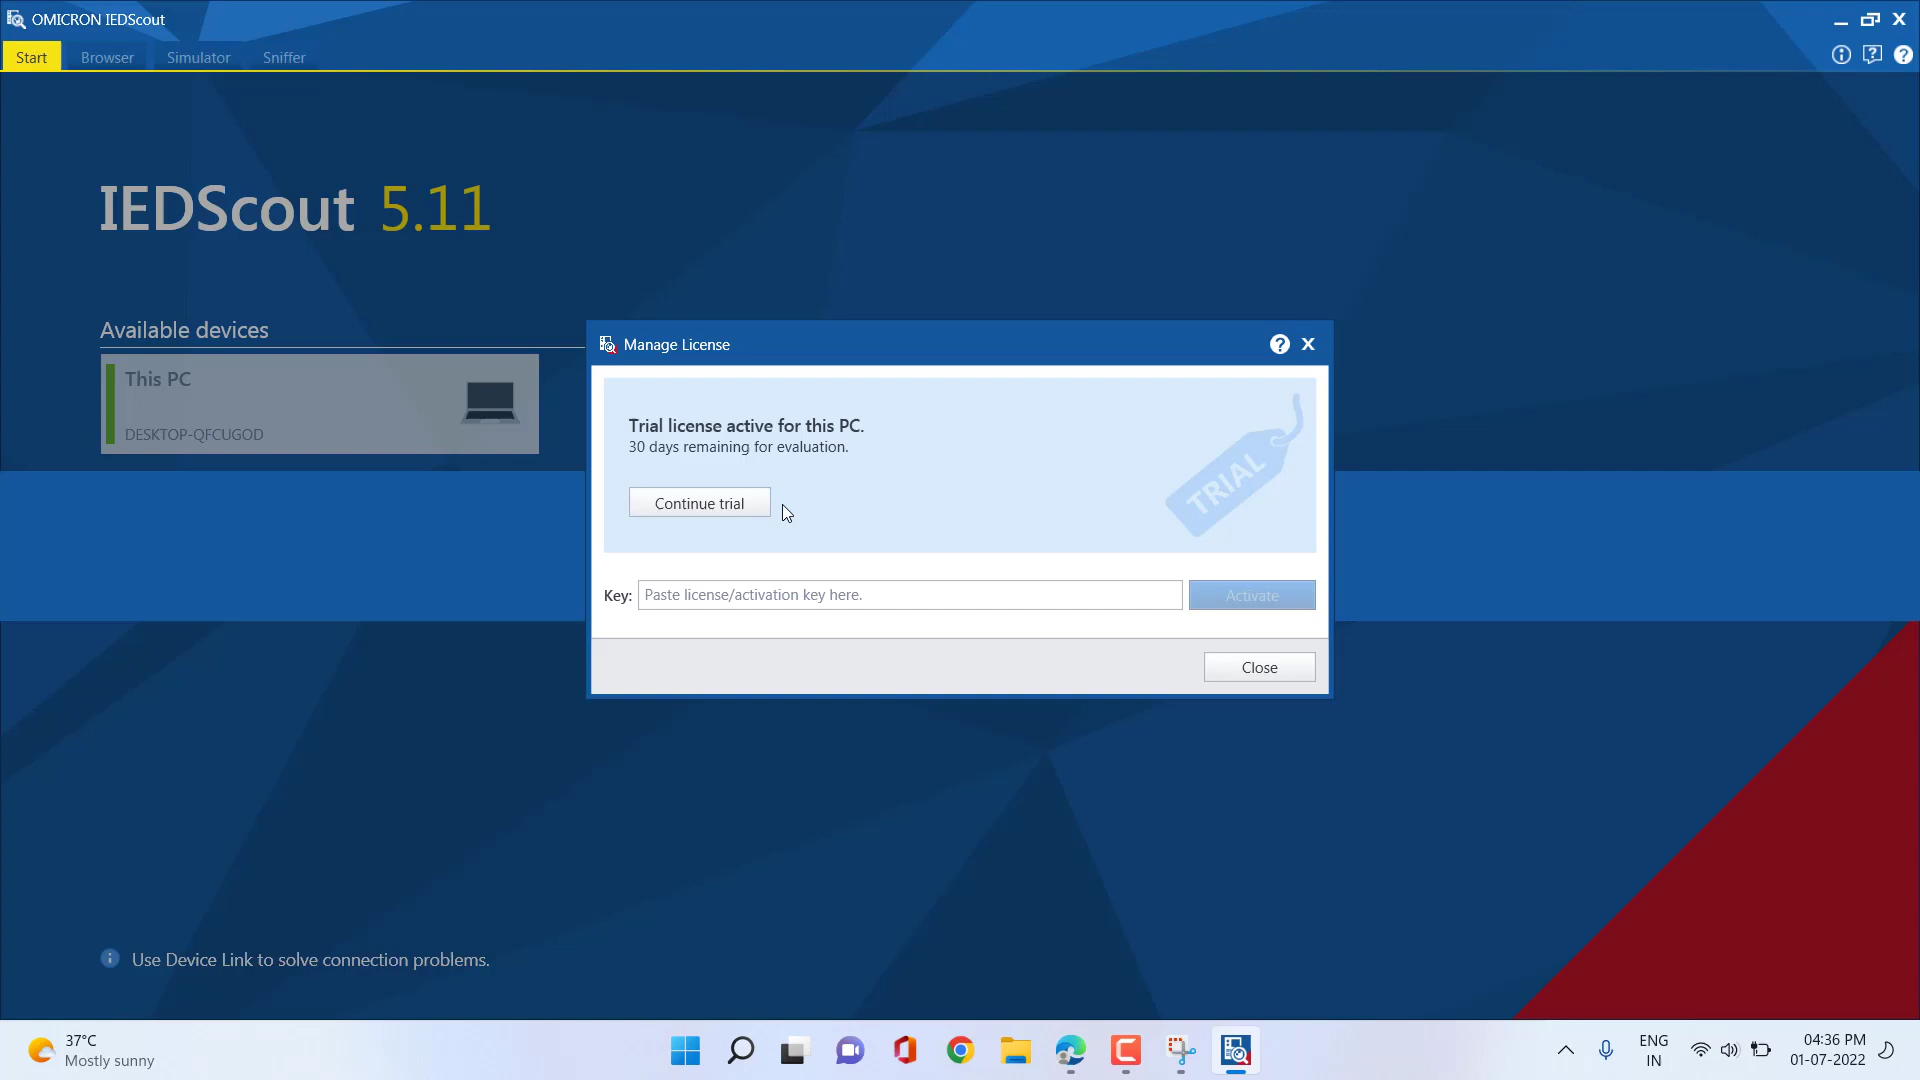 OMICRON IEDScout
Start Browser Simulator Sniffer
IEDScout 5.11
Available devices
This PC
DESKTOP-QFCUGOD
Manage License
Trial license active for this PC.
30 days remaining for evaluation.
TRIAL
Continue trial
Key: Paste license/activation key here. Activate
Close
Use Device Link to solve connection problems.
37°C
Mostly sunny
ENG
IN
04:36 PM
01-07-2022